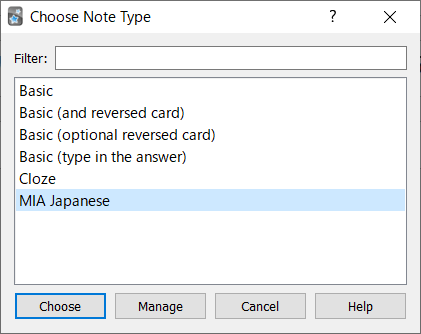 Choose Note Type
?
Filter:
Basic
Basic (and reversed card)
Basic (optional reversed card)
Basic (type in the answer)
Cloze
MIA Japanese
Choose Manage Cancel Help